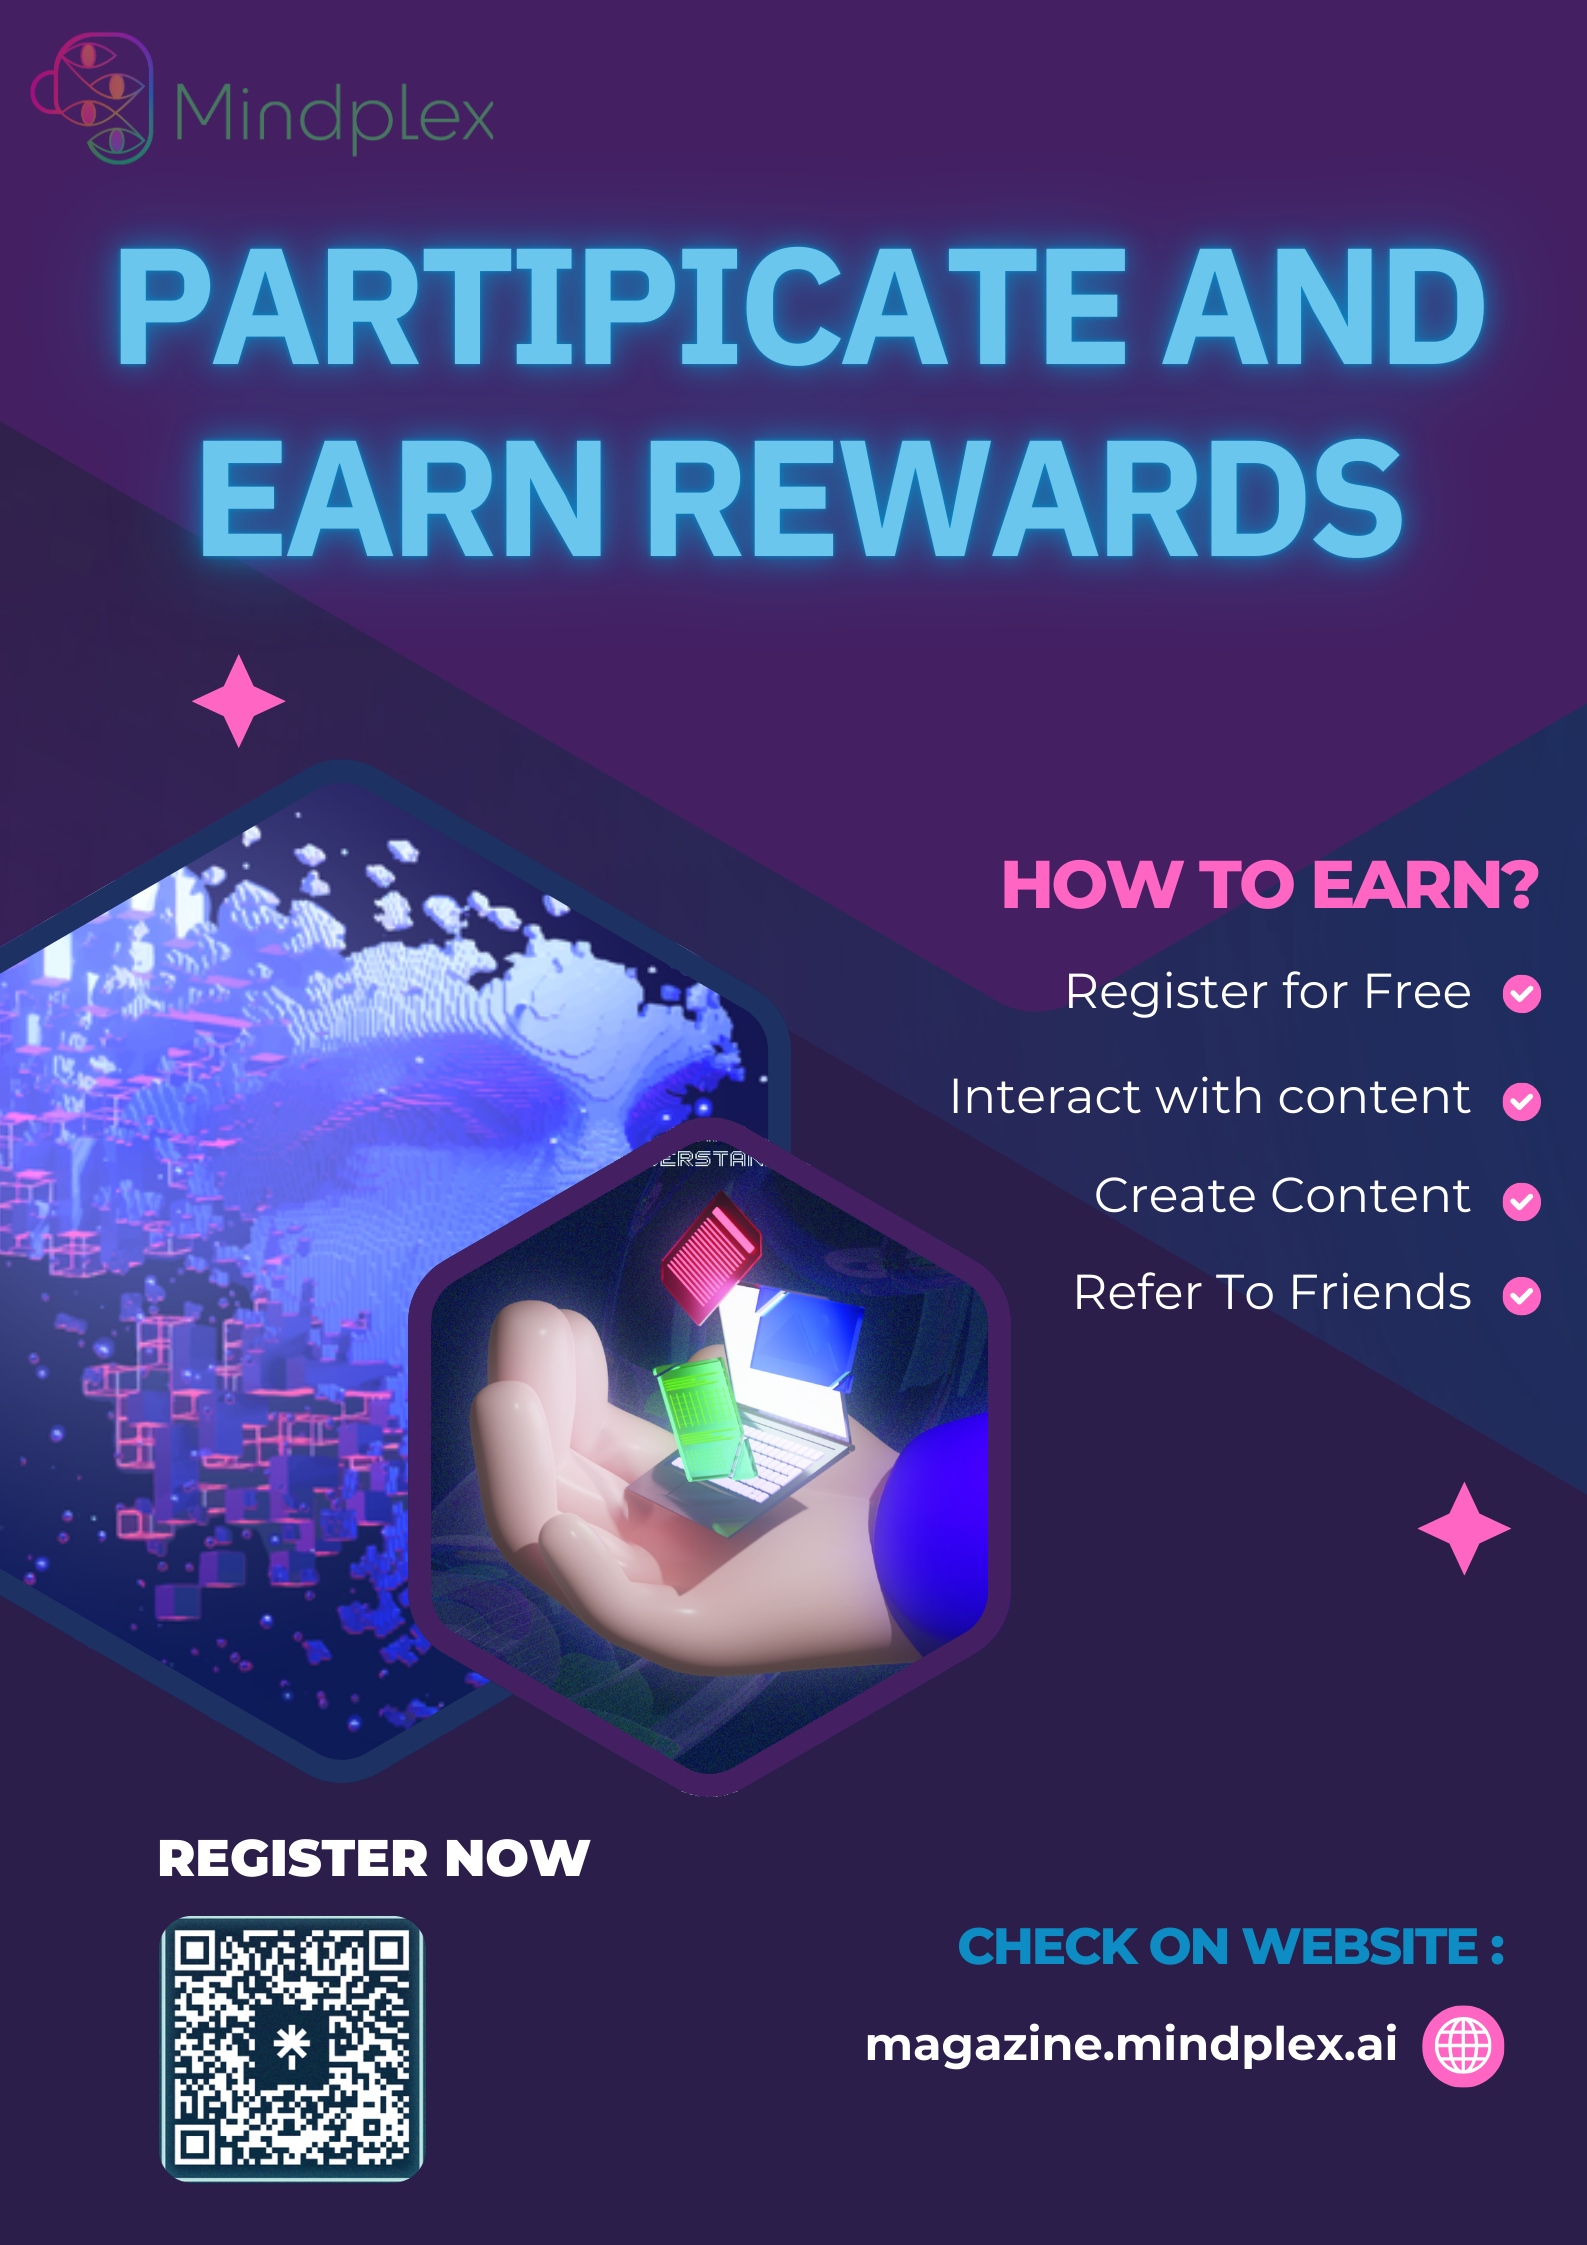 Mindplex
PARTIPICATE AND
EARN REWARDS
HOW TO EARN?
Register for Free
Interact with content
Create Content
Refer To Friends
REGISTER NOW
CHECK ON WEBSITE :
magazine.mindplex.ai